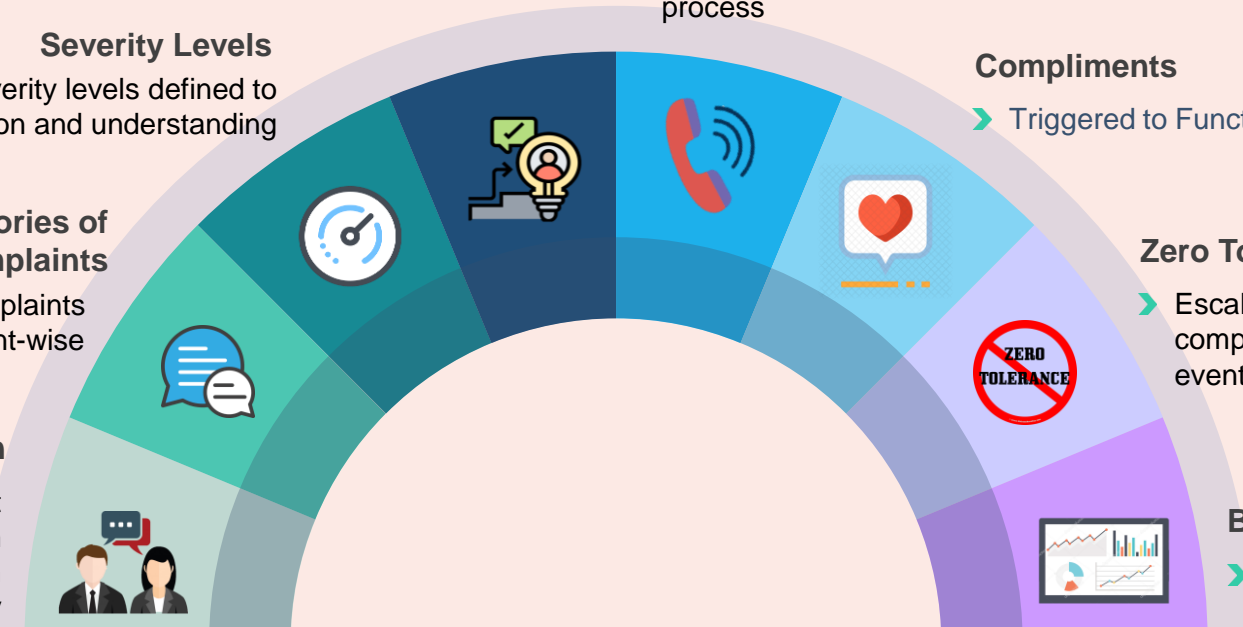 process
Severity Levels
erity levels defined to
on and understanding
ories of
plaints
plaints
nt-wise
Compliments
Triggered to Funct
Zero To
Escal
comp
event
ZERO
TOLERANCE
B